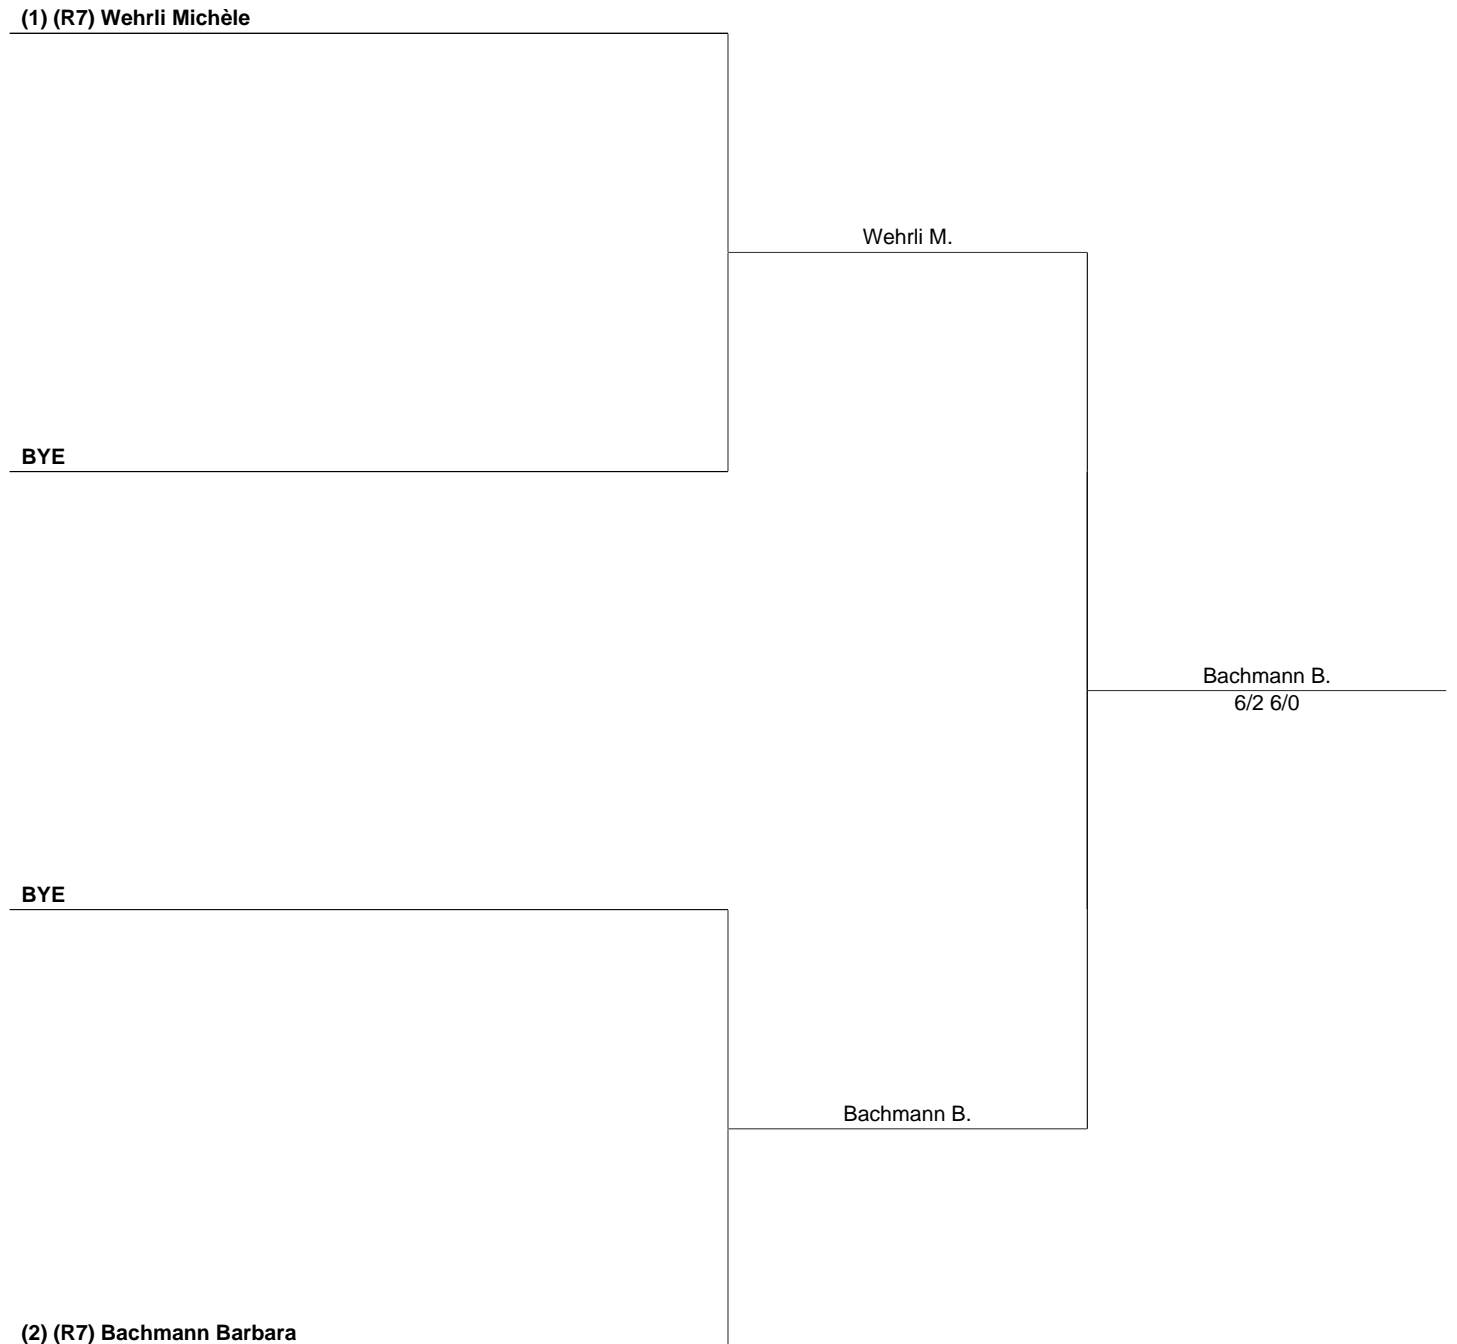 (1) (R7) Wehrli Michèle
Wehrli M.
BYE
Bachmann B.
6/2 6/0
BYE
Bachmann B.
(2) (R7) Bachmann Barbara